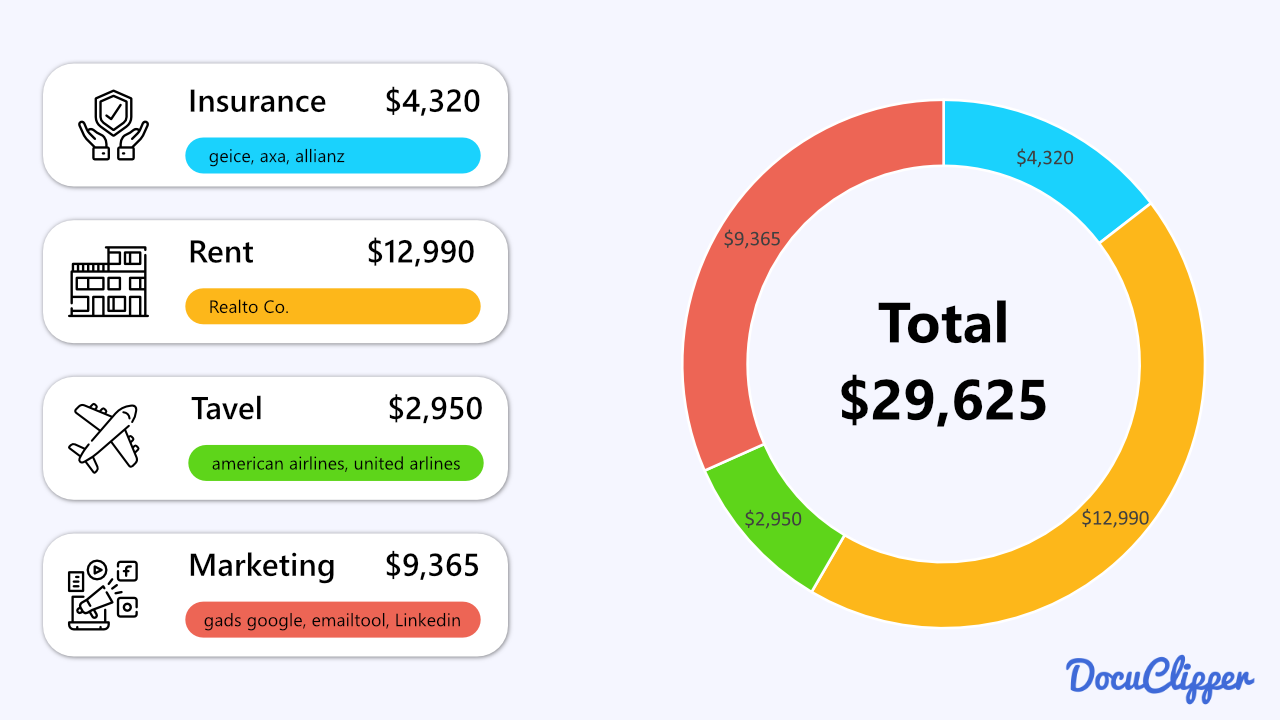 Insurance $4,320
geice, axa, allianz
Rent $12,990
Realto Co.
Tavel $2,950
american airlines, united arlines
Marketing $9,365
gads google, emailtool, Linkedin
$4,320
$9,365
Total
$29,625
$2,950
$12,990
DocuClipper